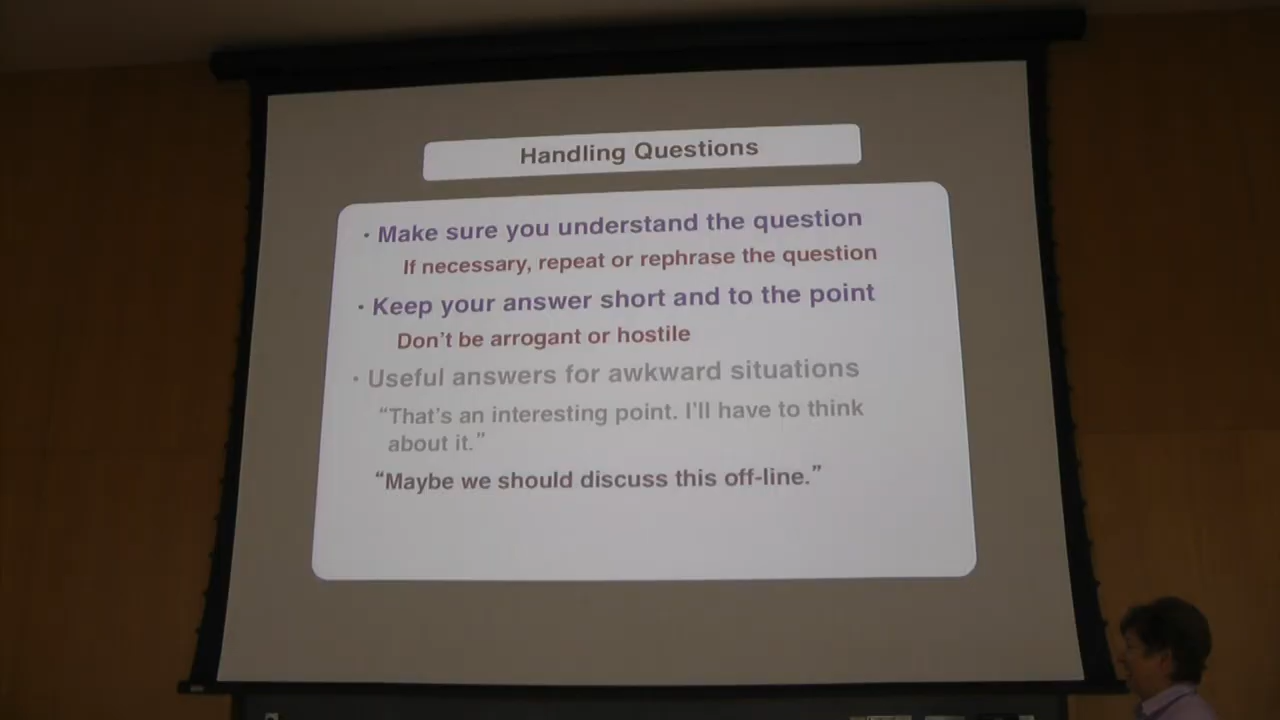 Handling Questions
· Make sure you understand the question
If necessary, repeat or rephrase the question
· Keep your answer short and to the point
Don't be arrogant or hostile
· Useful answers for awkward situations
“That's an interesting point. I'll have to think
about it.”
“Maybe we should discuss this off-line.”